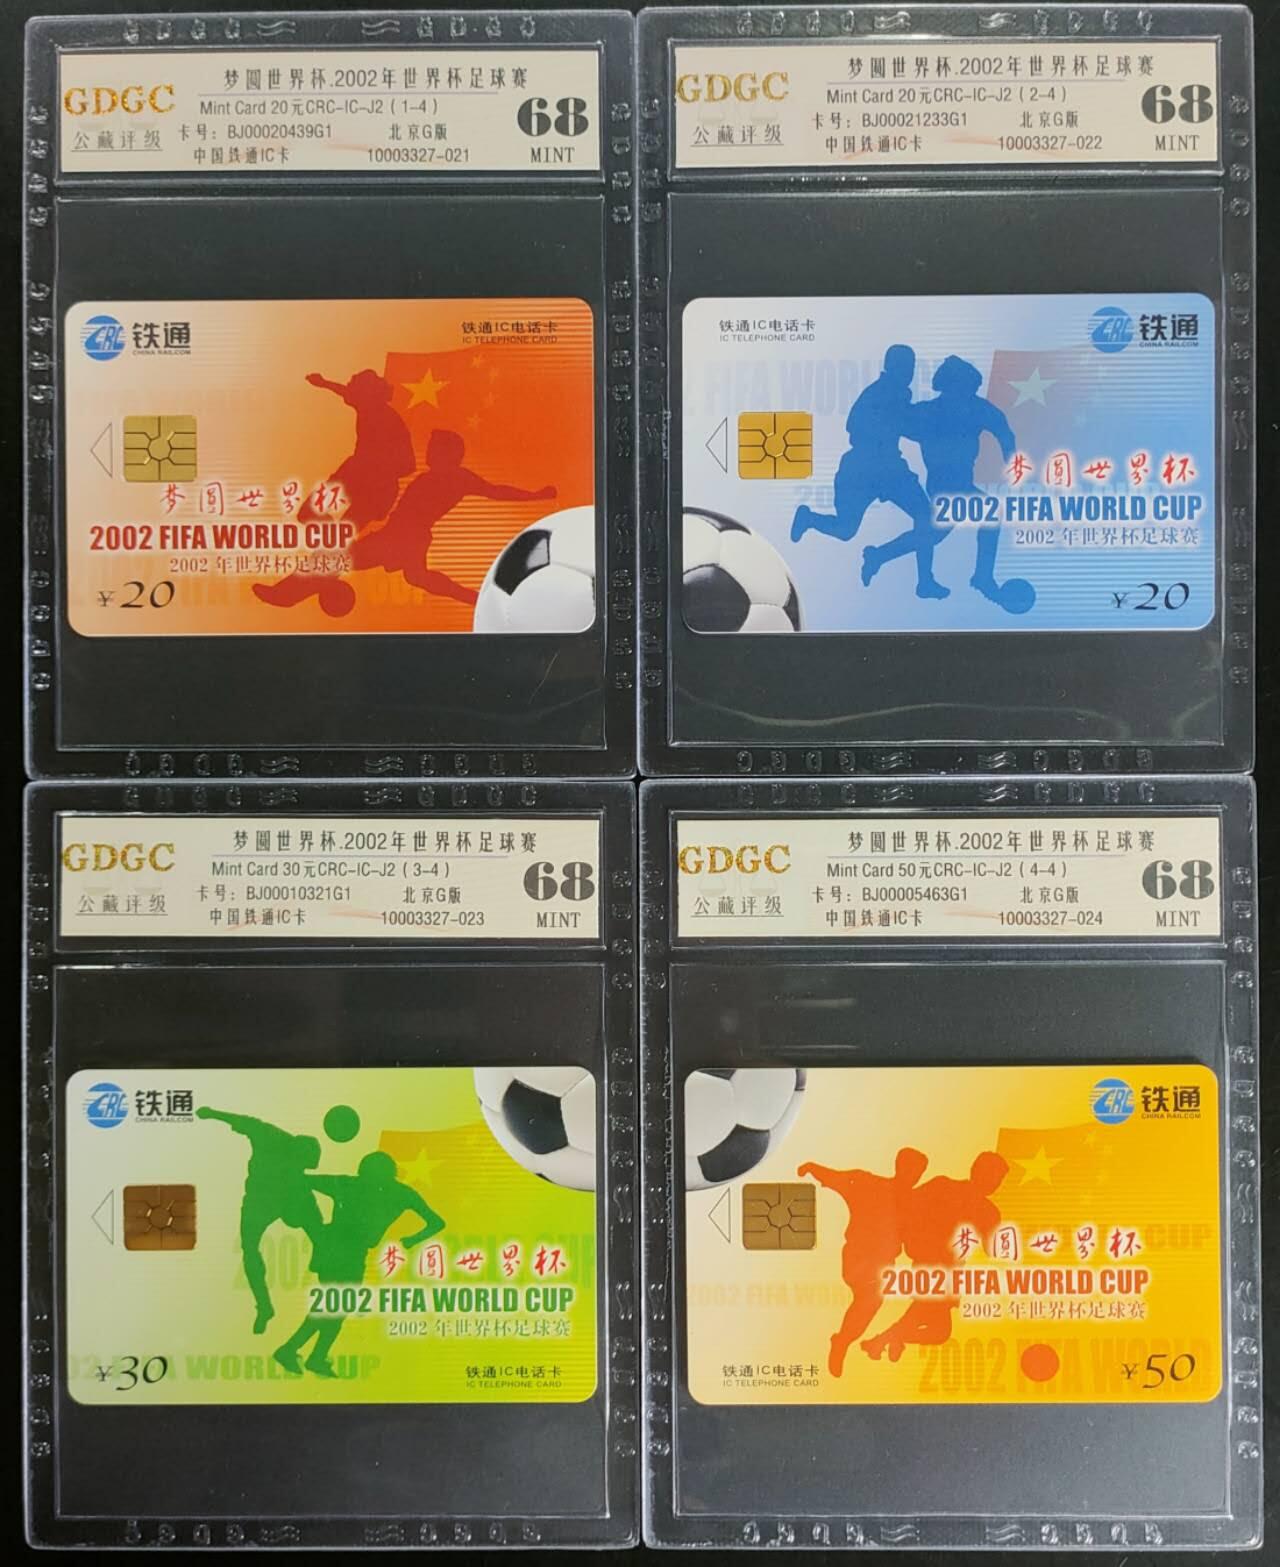 GDGC
公藏评级
梦圆世界杯.2002年世界杯足球赛
Mint Card 20元CRC-IC-J2 (1-4)
卡号: BJ00020439G1 北京G版
中国铁通IC卡 10003327-021
68
MINT
CRC 铁通
CHINA RAILCOM
铁通IC电话卡
IC TELEPHONE CARD
梦圆世界杯
2002 FIFA WORLD CUP
2002 年世界杯足球赛
¥20
GDGC
公藏评级
梦圆世界杯.2002年世界杯足球赛
Mint Card 20元CRC-IC-J2 (2-4)
卡号: BJ00021233G1 北京G版
中国铁通IC卡 10003327-022
68
MINT
铁通IC电话卡
IC TELEPHONE CARD
CRC 铁通
CHINA RAILCOM
梦圆世界杯
2002 FIFA WORLD CUP
2002 年世界杯足球赛
¥20
GDGC
公藏评级
梦圆世界杯.2002年世界杯足球赛
Mint Card 30元CRC-IC-J2 (3-4)
卡号: BJ00010321G1 北京G版
中国铁通IC卡 10003327-023
68
MINT
CRC 铁通
CHINA RAILCOM
梦圆世界杯
2002 FIFA WORLD CUP
2002 年世界杯足球赛
¥30
铁通IC电话卡
IC TELEPHONE CARD
GDGC
公藏评级
梦圆世界杯.2002年世界杯足球赛
Mint Card 50元CRC-IC-J2 (4-4)
卡号: BJ00005463G1 北京G版
中国铁通IC卡 10003327-024
68
MINT
CRC 铁通
CHINA RAILCOM
梦圆世界杯
2002 FIFA WORLD CUP
2002 年世界杯足球赛
铁通IC电话卡
IC TELEPHONE CARD
¥50